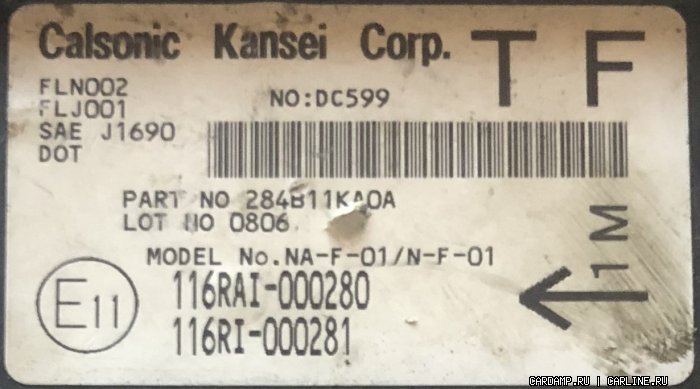 Calsonic Kansei Corp. TF
FLN002
FLJ001
NO:DC599
SAE J1690
DOT
PART NO 284B11KA0A
LOT NO 0806
MODEL No.NA-F-01/N-F-01
1M
E11
116RAI-000280
116RI-000281
CARDAMP.RU | CARLINE.RU